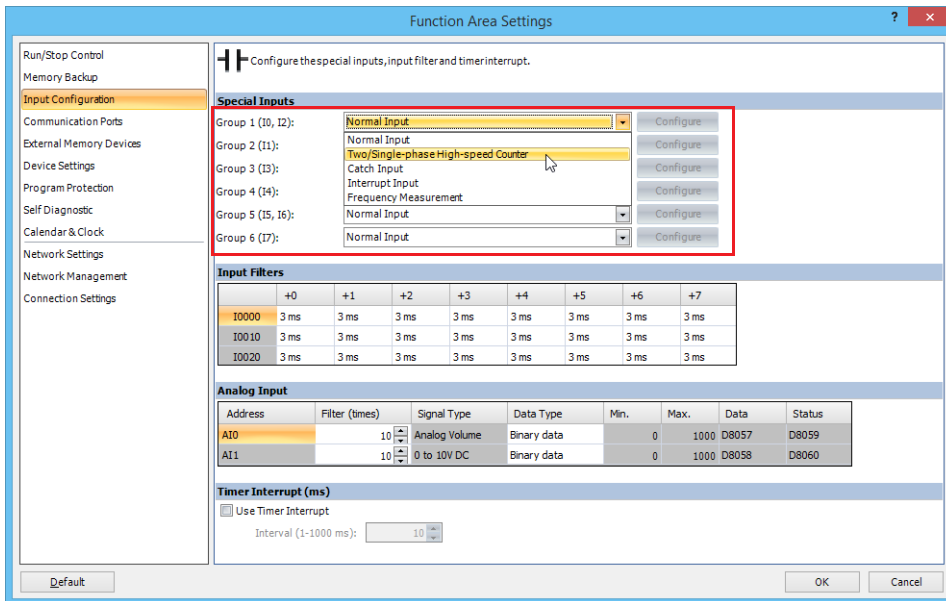 Function Area Settings
?
×
Run/Stop Control
Memory Backup
Input Configuration
Communication Ports
External Memory Devices
Device Settings
Program Protection
Self Diagnostic
Calendar & Clock
Network Settings
Network Management
Connection Settings
Configure the special inputs, input filter and timer interrupt.
Special Inputs
Group 1 (I0, I2): Normal Input Configure
Group 2 (I1): Normal Input Configure
Two/Single-phase High-speed Counter
Group 3 (I3): Catch Input Configure
Group 4 (I4): Interrupt Input Configure
Frequency Measurement
Group 5 (I5, I6): Normal Input Configure
Group 6 (I7): Normal Input Configure
Input Filters
+0 +1 +2 +3 +4 +5 +6 +7
I0000 3 ms 3 ms 3 ms 3 ms 3 ms 3 ms 3 ms 3 ms
I0010 3 ms 3 ms 3 ms 3 ms 3 ms 3 ms 3 ms 3 ms
I0020 3 ms 3 ms 3 ms 3 ms 3 ms 3 ms 3 ms 3 ms
Analog Input
Address Filter (times) Signal Type Data Type Min. Max. Data Status
AI0 10 Analog Volume Binary data 0 1000 D8057 D8059
AI1 10 0 to 10V DC Binary data 0 1000 D8058 D8060
Timer Interrupt (ms)
Use Timer Interrupt
Interval (1-1000 ms): 10
Default
OK
Cancel